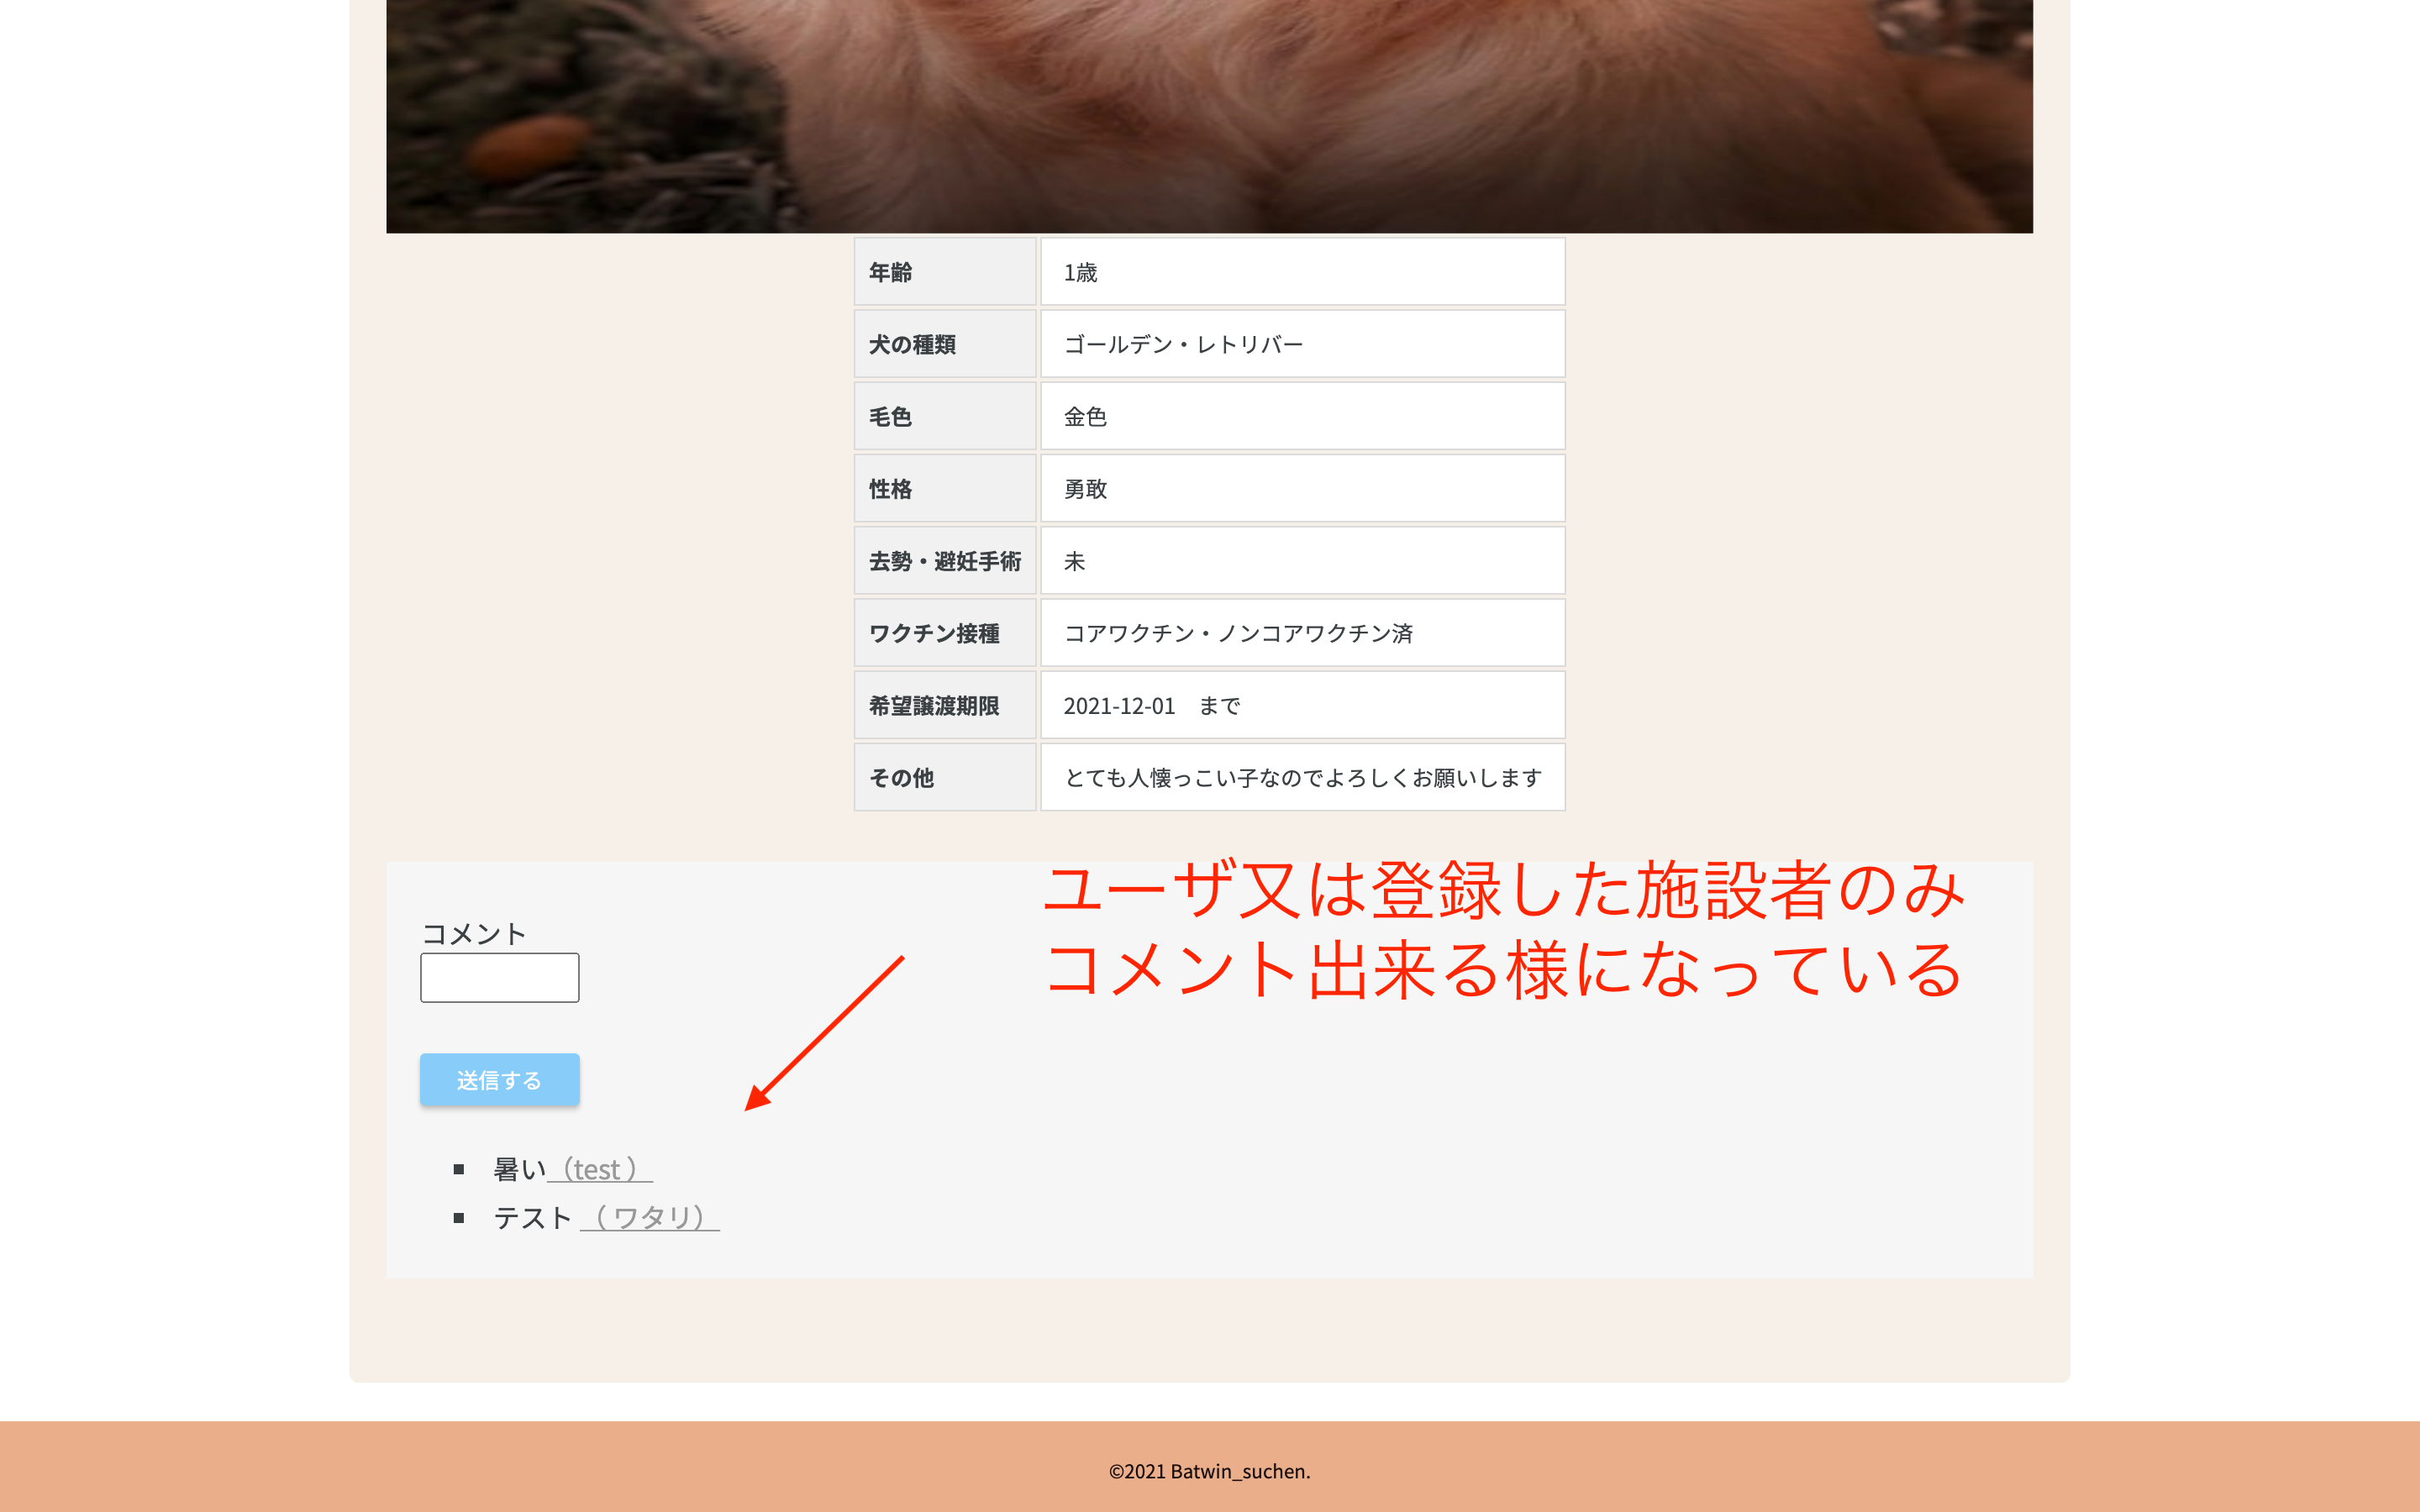 年齢 1歳
犬の種類 ゴールデン・レトリバー
毛色 金色
性格 勇敢
去勢・避妊手術 未
ワクチン接種 コアワクチン・ノンコアワクチン済
希望譲渡期限 2021-12-01　まで
その他 とても人懐っこい子なのでよろしくお願いします
ユーザ又は登録した施設者のみ
コメント出来る様になっている
コメント
送信する
暑い（test ）
テスト （ ワタリ）
©2021 Batwin_suchen.